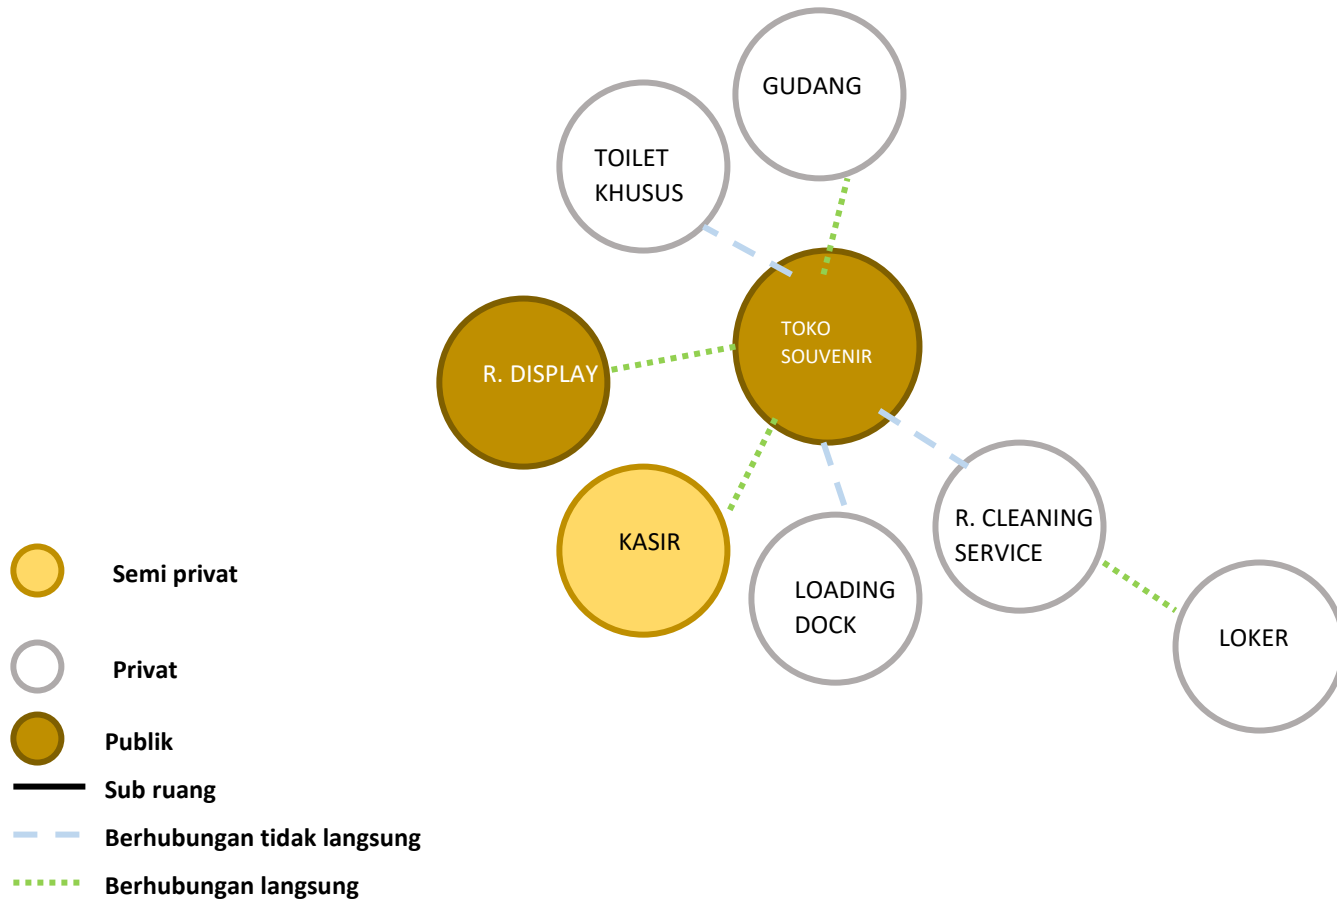 GUDANG
TOILET
KHUSUS
TOKO
SOUVENIR
R. DISPLAY
KASIR
LOADING
DOCK
R. CLEANING
SERVICE
LOKER
Semi privat
Privat
Publik
Sub ruang
Berhubungan tidak langsung
Berhubungan langsung